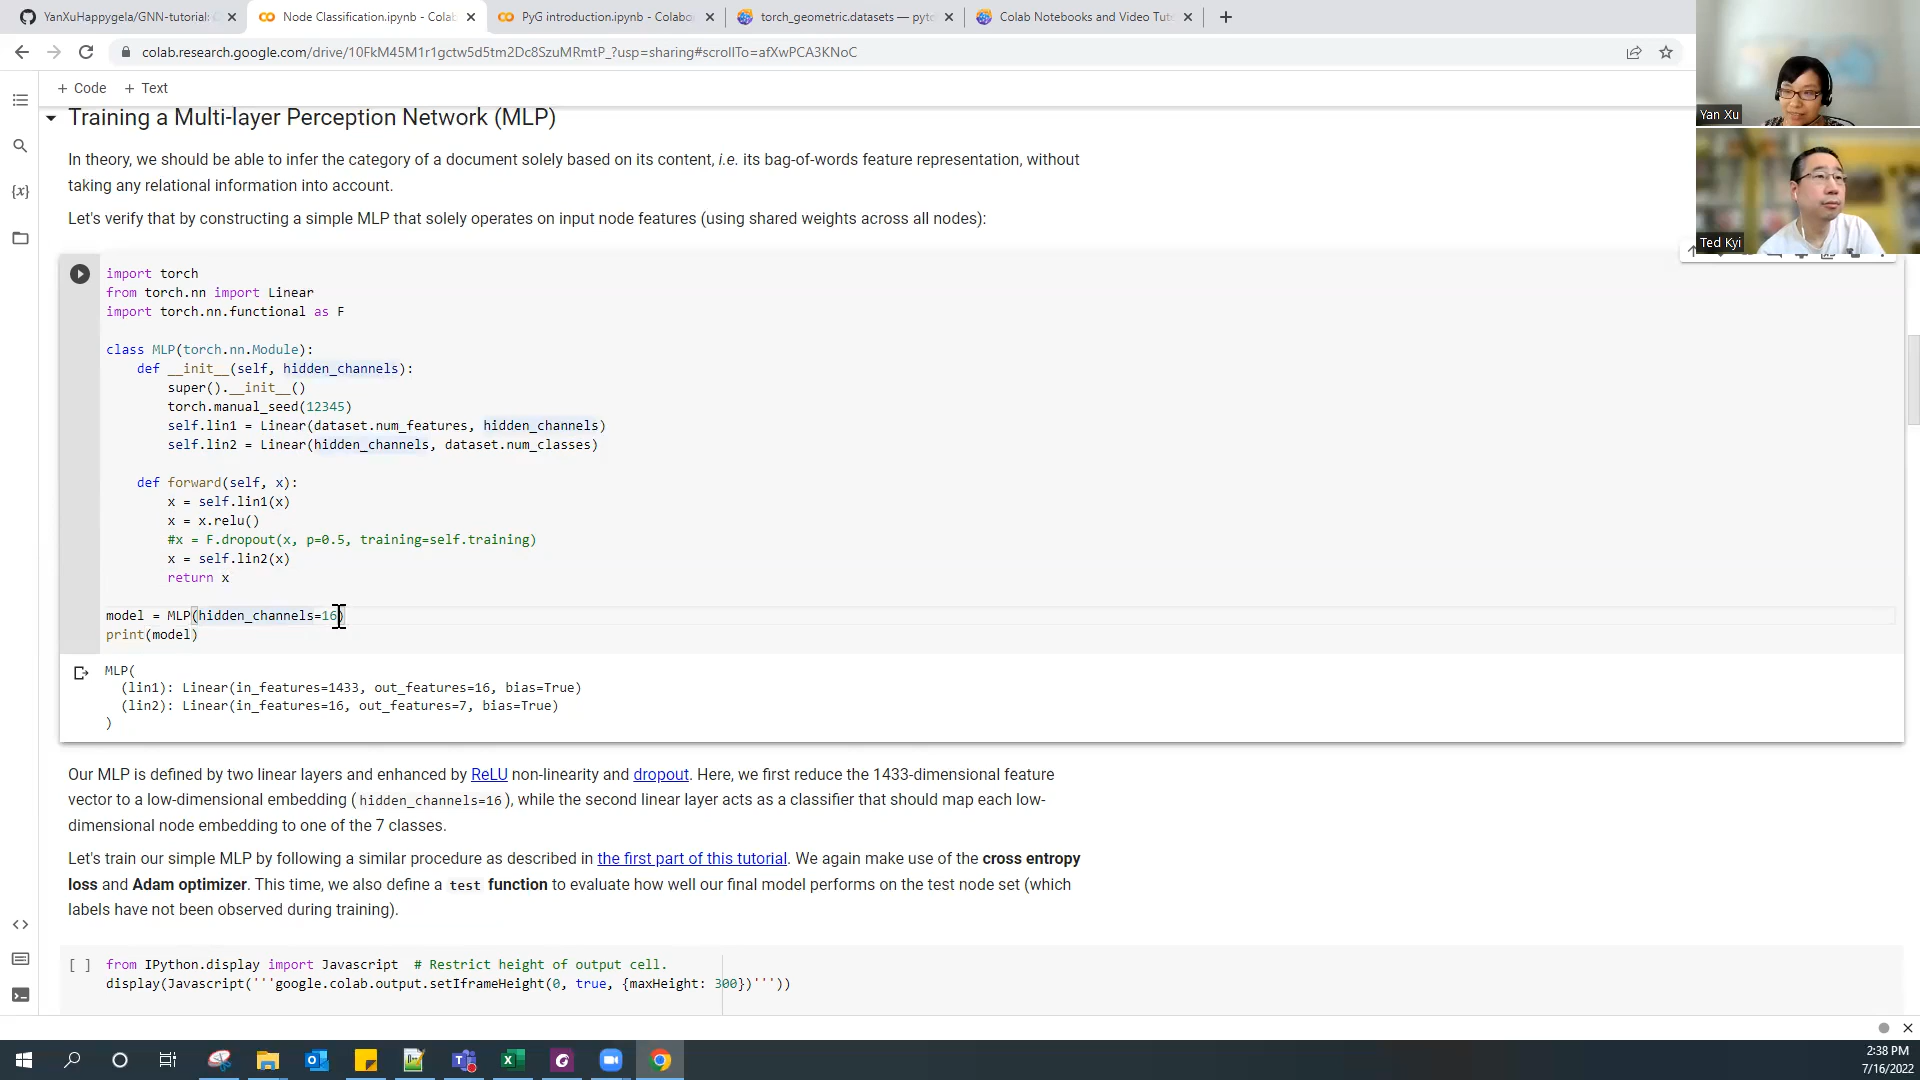 YanXuHappygela/GNN-tutorial:
Node Classification.ipynb - Colab
PyG introduction.ipynb - Colabo
torch_geometric.datasets — pyto
Colab Notebooks and Video Tut
colab.research.google.com/drive/10FkM45M1r1gctw5d5tm2Dc8SzuMRmtP_?usp=sharing#scrollTo=afXwPCA3KNoC
+ Code + Text
Yan Xu
Ted Kyi
Training a Multi-layer Perception Network (MLP)
In theory, we should be able to infer the category of a document solely based on its content, i.e. its bag-of-words feature representation, without
taking any relational information into account.
Let's verify that by constructing a simple MLP that solely operates on input node features (using shared weights across all nodes):
import torch
from torch.nn import Linear
import torch.nn.functional as F
class MLP(torch.nn.Module):
def __init__(self, hidden_channels):
super().__init__()
torch.manual_seed(12345)
self.lin1 = Linear(dataset.num_features, hidden_channels)
self.lin2 = Linear(hidden_channels, dataset.num_classes)
def forward(self, x):
x = self.lin1(x)
x = x.relu()
#x = F.dropout(x, p=0.5, training=self.training)
x = self.lin2(x)
return x
model = MLP(hidden_channels=16)
print(model)
MLP(
(lin1): Linear(in_features=1433, out_features=16, bias=True)
(lin2): Linear(in_features=16, out_features=7, bias=True)
)
Our MLP is defined by two linear layers and enhanced by ReLU non-linearity and dropout. Here, we first reduce the 1433-dimensional feature
vector to a low-dimensional embedding (hidden_channels=16), while the second linear layer acts as a classifier that should map each low-
dimensional node embedding to one of the 7 classes.
Let's train our simple MLP by following a similar procedure as described in the first part of this tutorial. We again make use of the cross entropy
loss and Adam optimizer. This time, we also define a test function to evaluate how well our final model performs on the test node set (which
labels have not been observed during training).
[ ] from IPython.display import Javascript # Restrict height of output cell.
display(Javascript('''google.colab.output.setIframeHeight(0, true, {maxHeight: 300})'''))
2:38 PM
7/16/2022